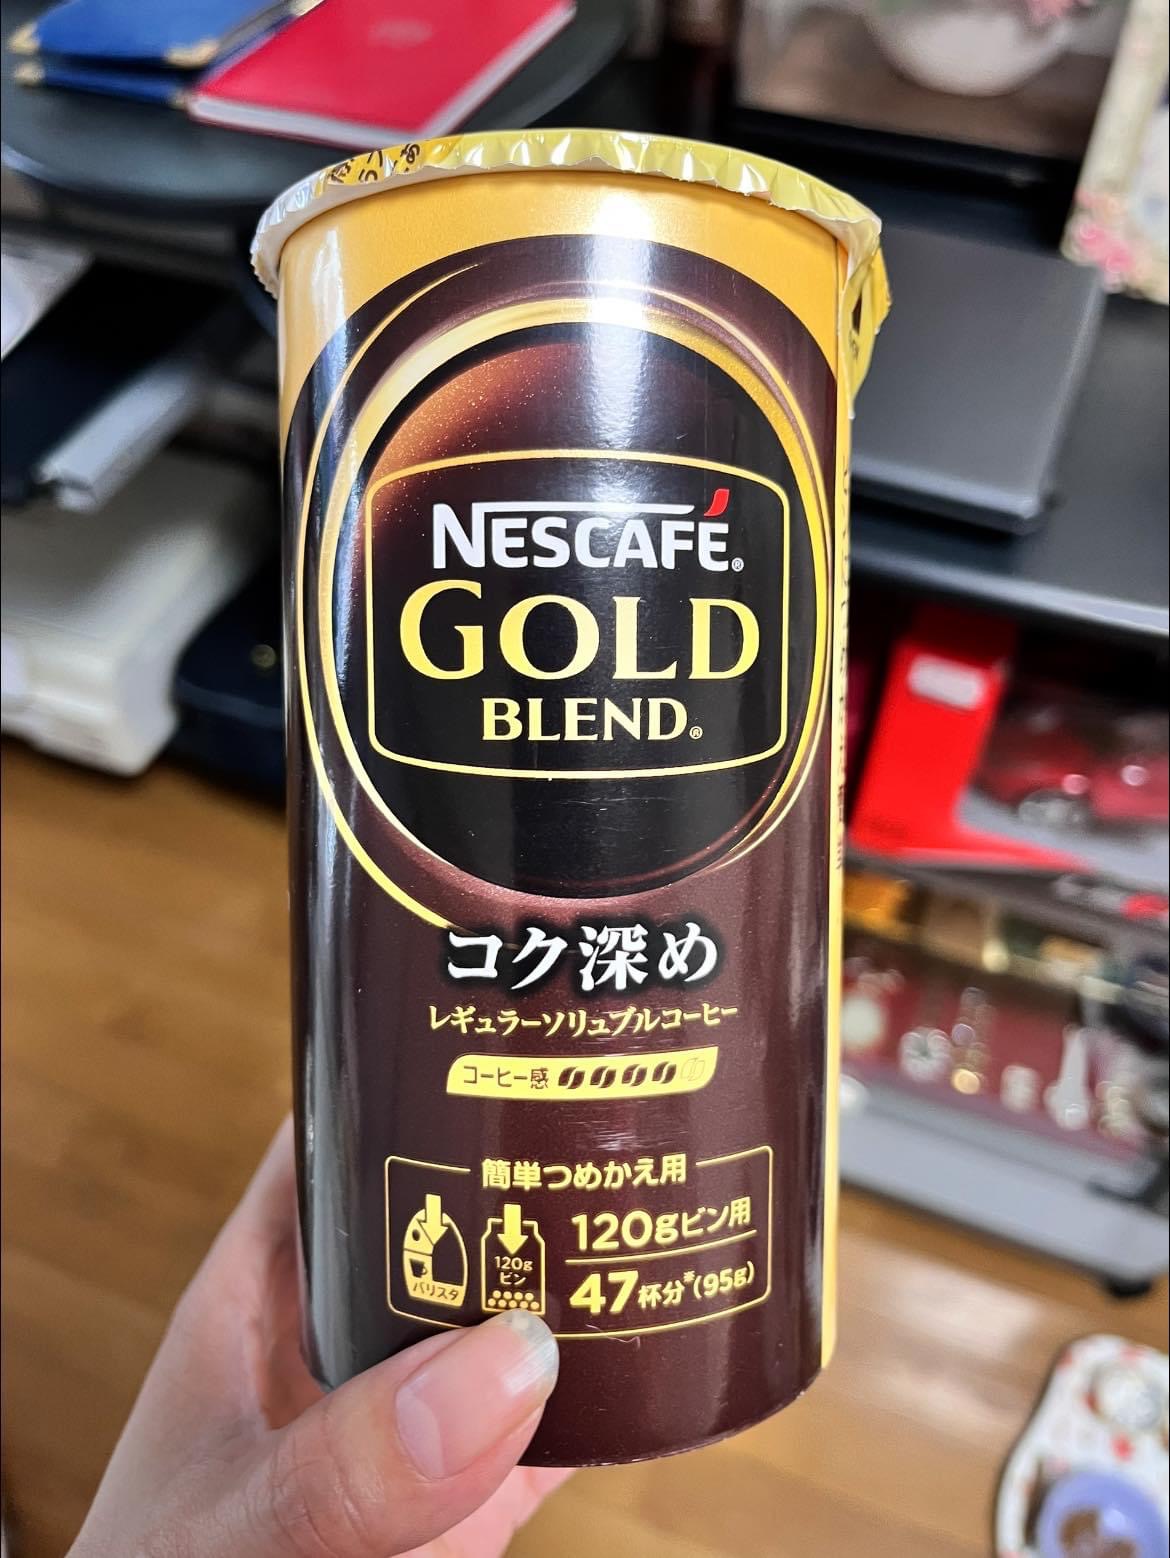 NESCAFÉ®
GOLD
BLEND®
コク深め
レギュラーソリュブルコーヒー
コーヒー感
簡単つめかえ用
バリスタ
120g
ビン
120gビン用
47杯分※(95g)